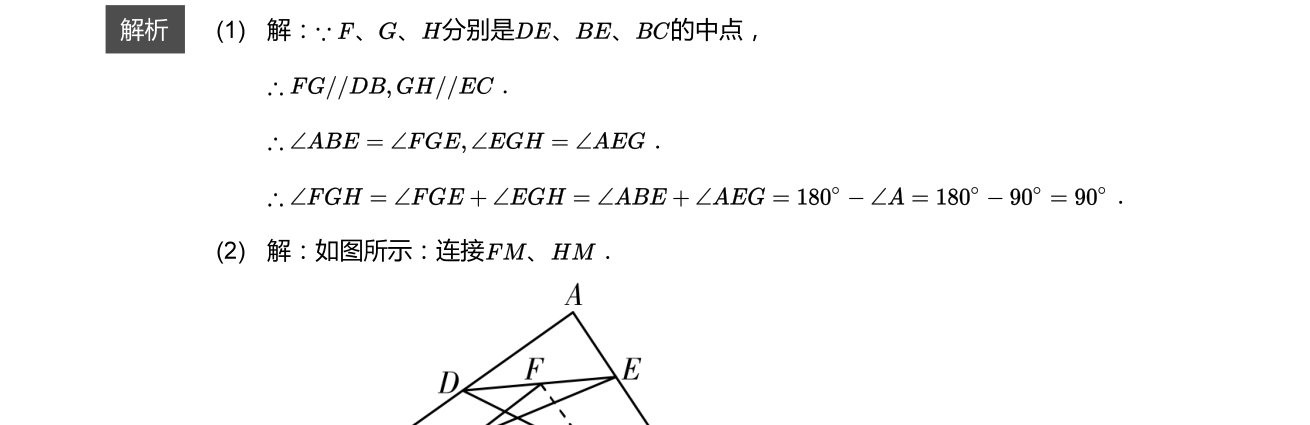 解析 (1) 解：∵F、G、H分别是DE、BE、BC的中点，
∴FG//DB,GH//EC．
∴∠ABE=∠FGE,∠EGH=∠AEG．
∴∠FGH=∠FGE+∠EGH=∠ABE+∠AEG=180°−∠A=180°−90°=90°．
(2) 解：如图所示：连接FM、HM．
A
D F E